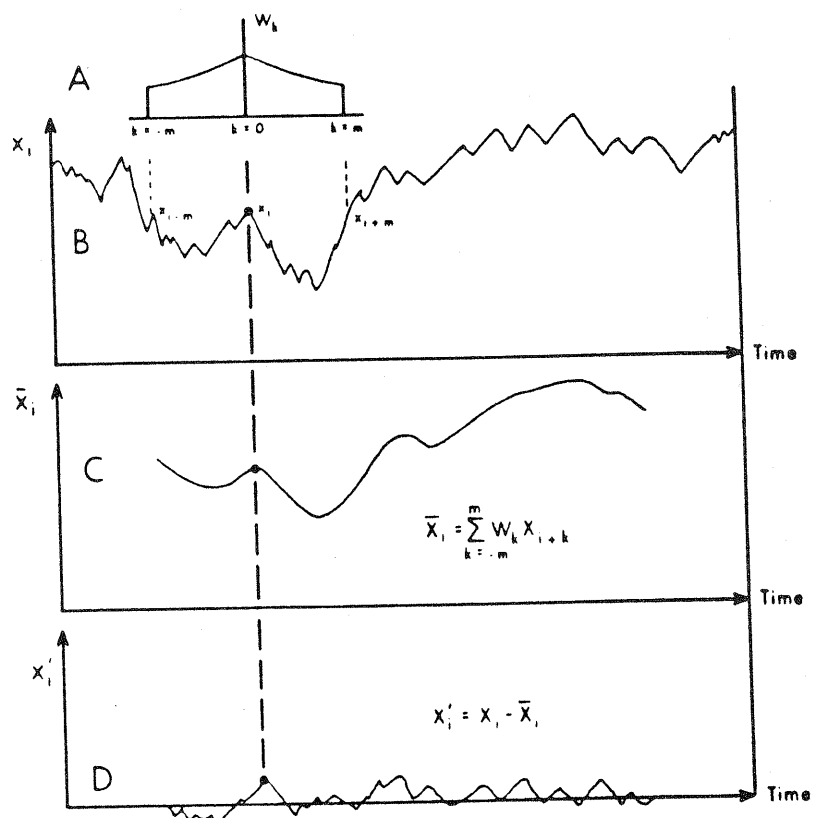 W_k
A
k = -m k = 0 k = m
X_i
x_{i-m} x_i x_{i+m}
B
Time
X̄_i
C
X̄_i = Σ_{k = -m}^{m} W_k X_{i+k}
Time
X'_i
X'_i = X_i - X̄_i
D
Time